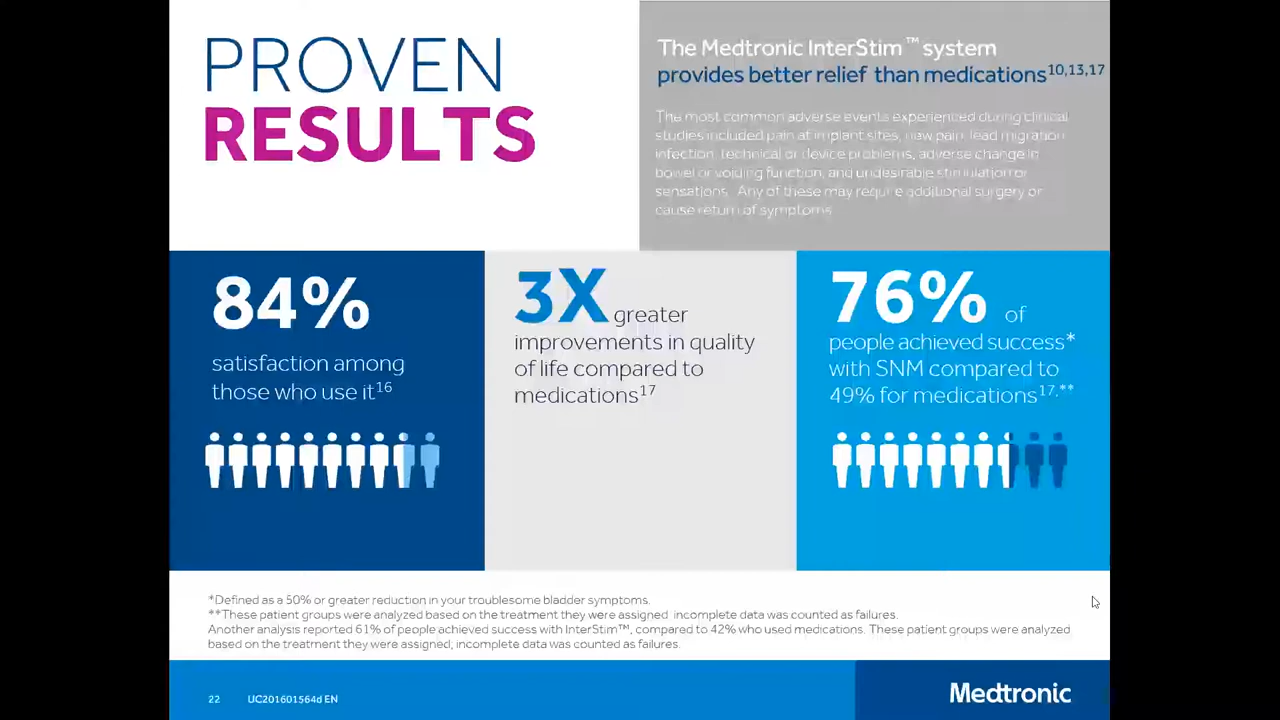 PROVEN
RESULTS
The Medtronic InterStim™ system
provides better relief than medications10,13,17
The most common adverse events experienced during clinical
studies included pain at implant sites, new pain, lead migration,
infection, technical or device problems, adverse change in
bowel or voiding function, and undesirable stimulation or
sensations. Any of these may require additional surgery or
cause return of symptoms.
84%
satisfaction among
those who use it16
3X greater
improvements in quality
of life compared to
medications17
76% of
people achieved success*
with SNM compared to
49% for medications17,**
*Defined as a 50% or greater reduction in your troublesome bladder symptoms.
**These patient groups were analyzed based on the treatment they were assigned incomplete data was counted as failures.
Another analysis reported 61% of people achieved success with InterStim™, compared to 42% who used medications. These patient groups were analyzed
based on the treatment they were assigned; incomplete data was counted as failures.
22 UC201601564d EN
Medtronic